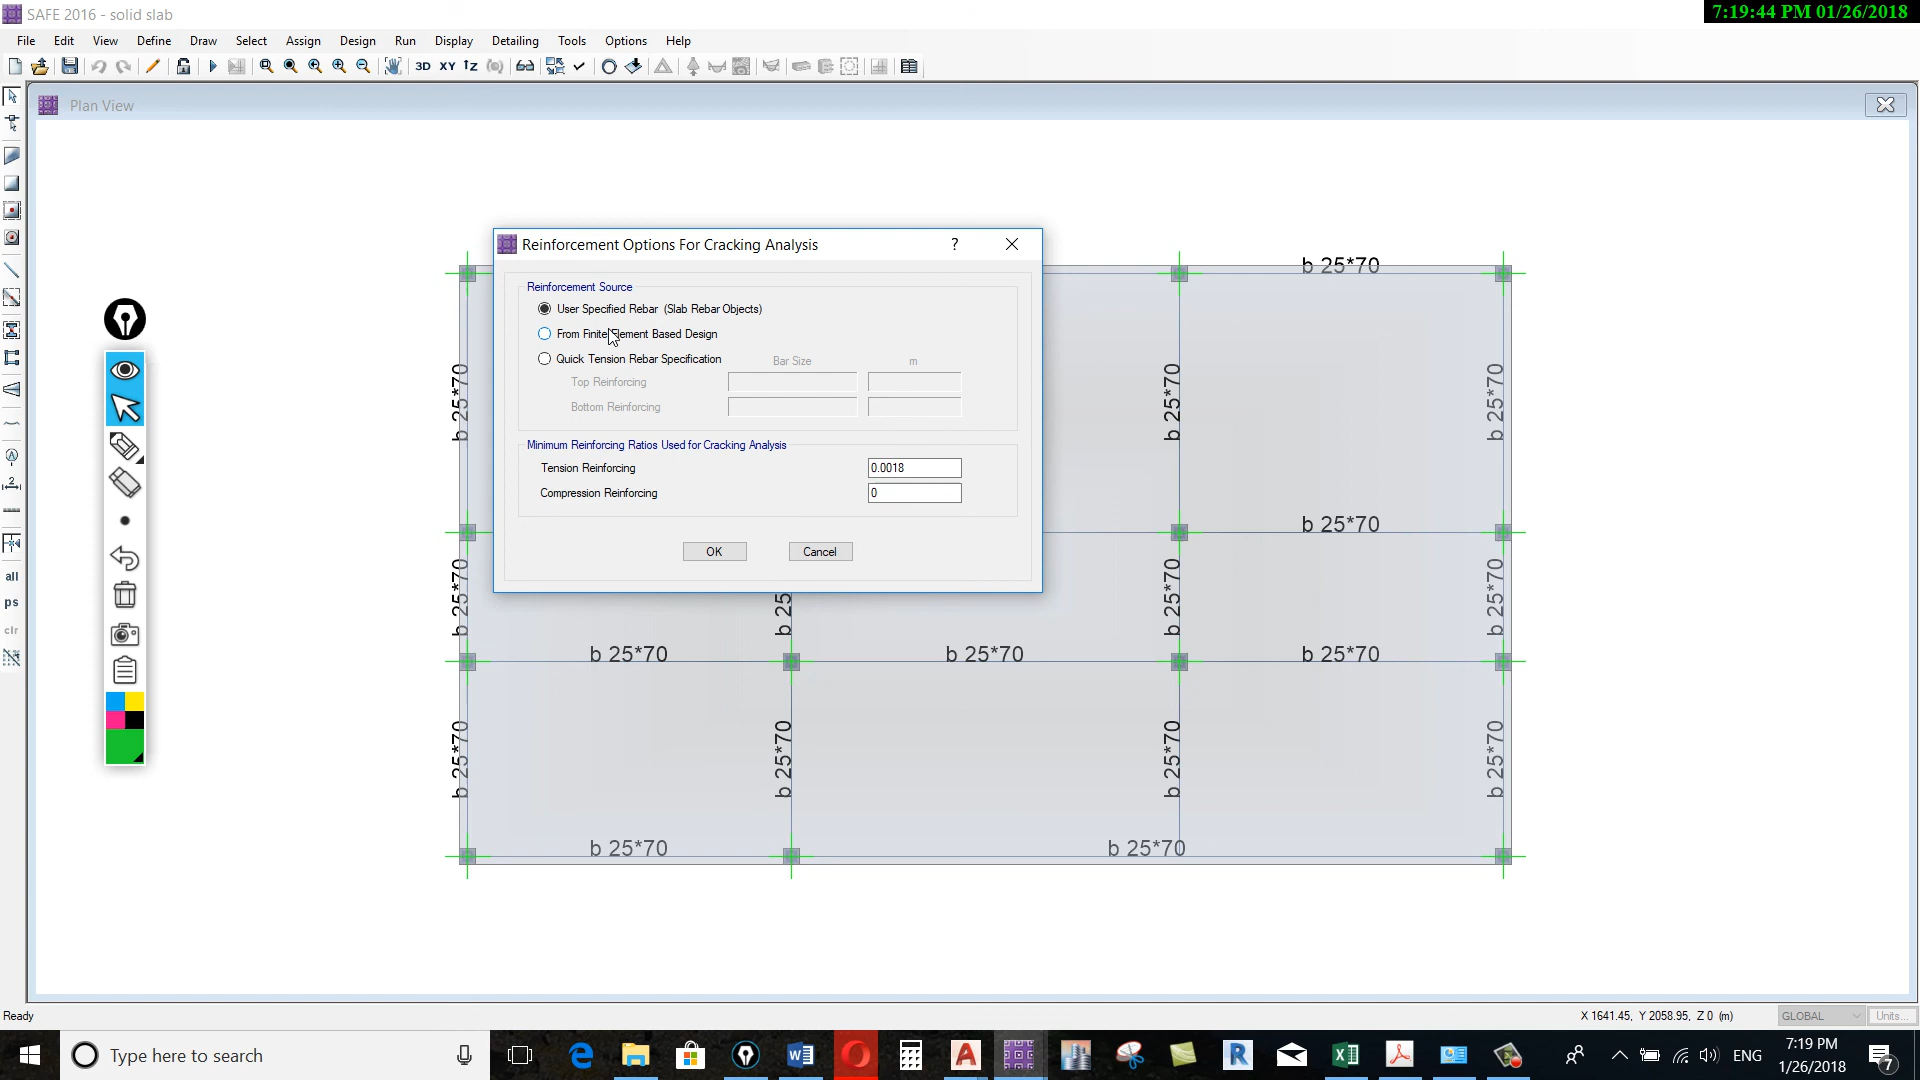 SAFE 2016 - solid slab
7:19:44 PM 01/26/2018
File Edit View Define Draw Select Assign Design Run Display Detailing Tools Options Help
3D XY
Plan View
Reinforcement Options For Cracking Analysis ?
Reinforcement Source
User Specified Rebar (Slab Rebar Objects)
From Finite Element Based Design
Quick Tension Rebar Specification Bar Size m
Top Reinforcing
Bottom Reinforcing
Minimum Reinforcing Ratios Used for Cracking Analysis
Tension Reinforcing 0.0018
Compression Reinforcing 0
OK Cancel
b 25*70
b 25*70
b 25*70
b 25*70
b 25*70
b 25*70
b 25
b 25*70
b 25*70
b 25*70
b 25*70
b 25*70
b 25*70
b 25*70
b 25*70
b 25*70
b 25*70
b 25*70
all
ps
clr
Ready
X 1641.45, Y 2058.95, Z 0 (m)
GLOBAL
Units...
Type here to search
ENG
7:19 PM
1/26/2018
7